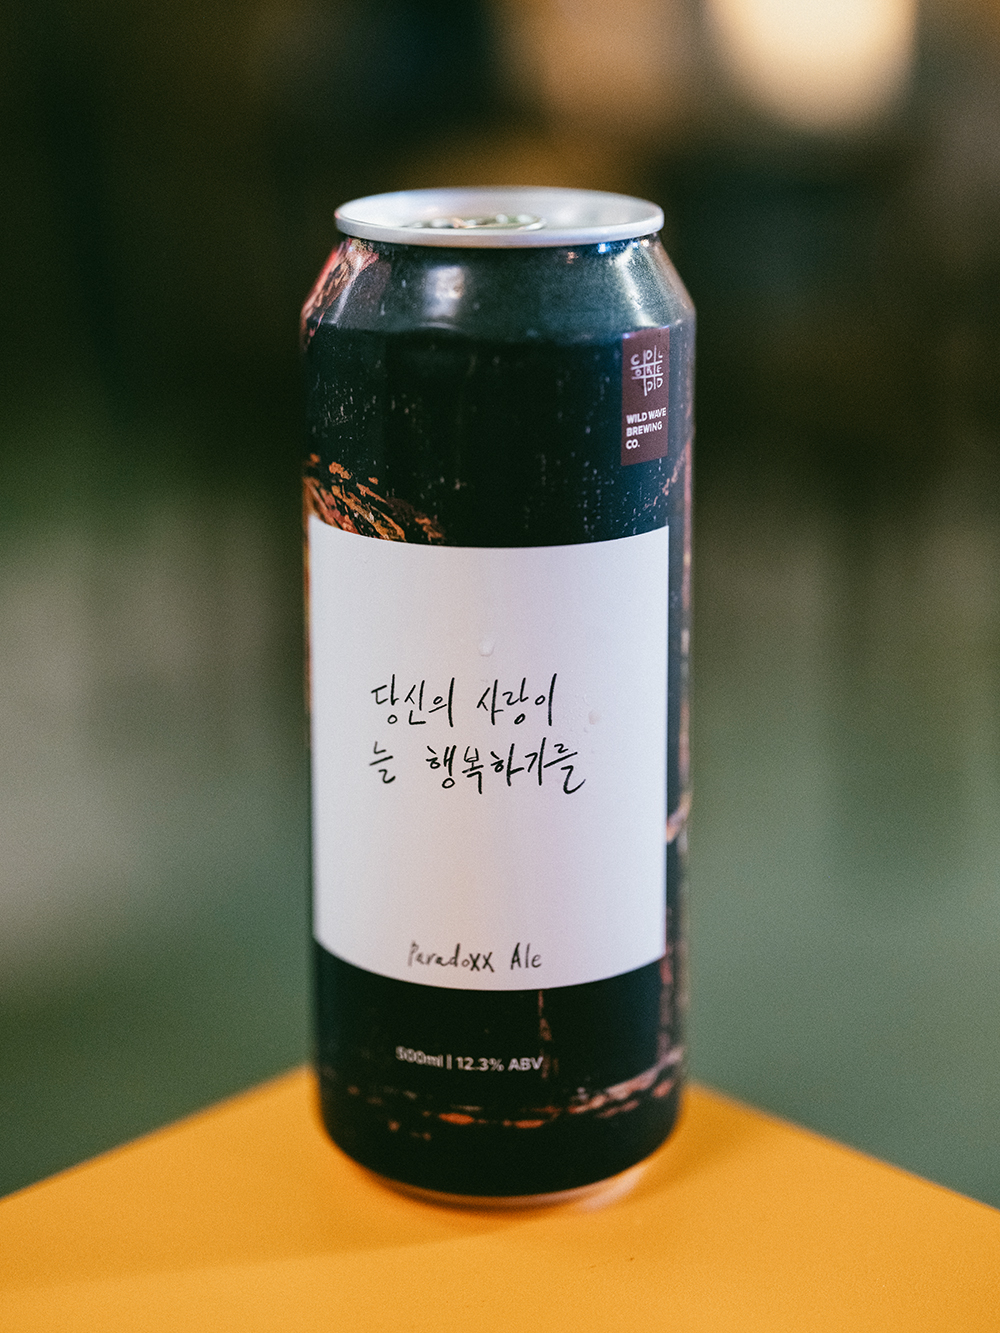 WILD WAVE
BREWING
CO.
당신의 사랑이
늘 행복하기를
Paradoxx Ale
500ml | 12.3% ABV